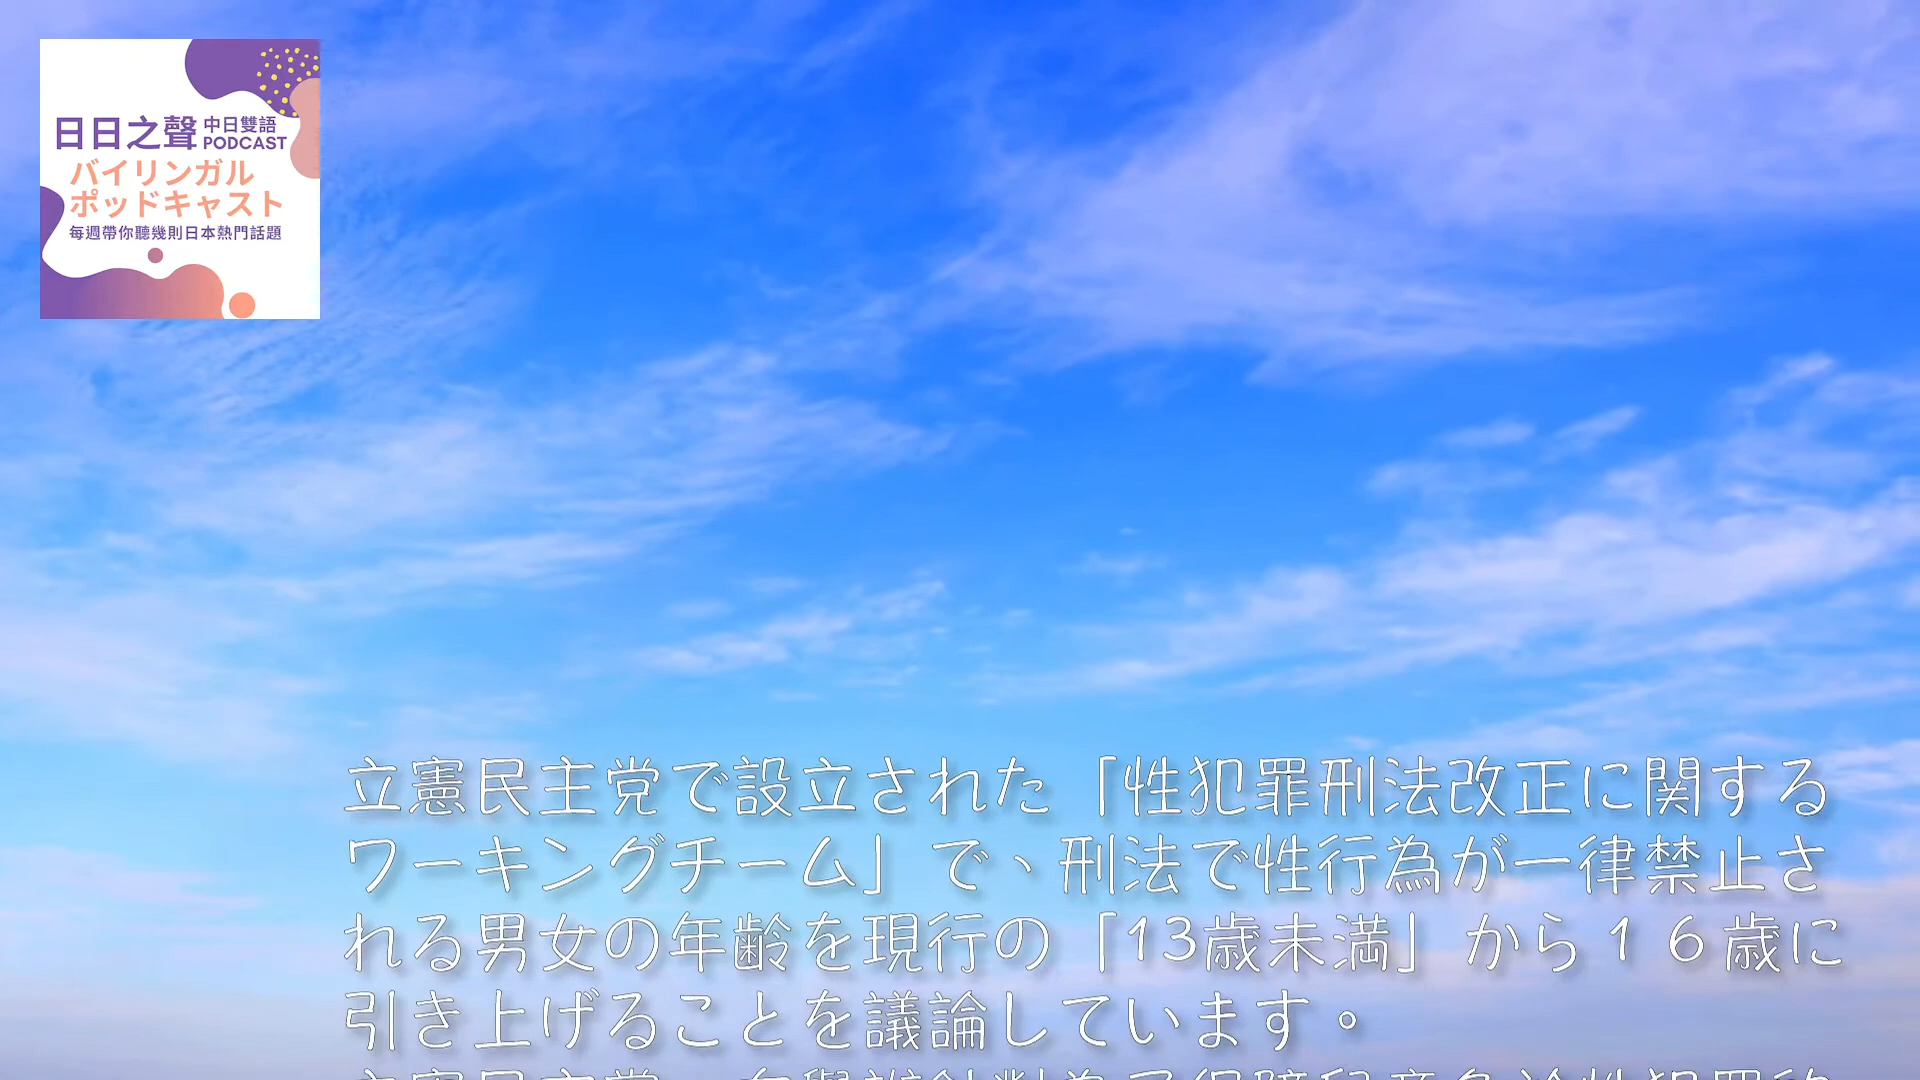 日日之聲 中日雙語
PODCAST
バイリンガル
ポッドキャスト
每週帶你聽幾則日本熱門話題
立憲民主党で設立された「性犯罪刑法改正に関する
ワーキングチーム」で、刑法で性行為が一律禁止さ
れる男女の年齢を現行の「13歳未満」から１６歳に
引き上げることを議論しています。